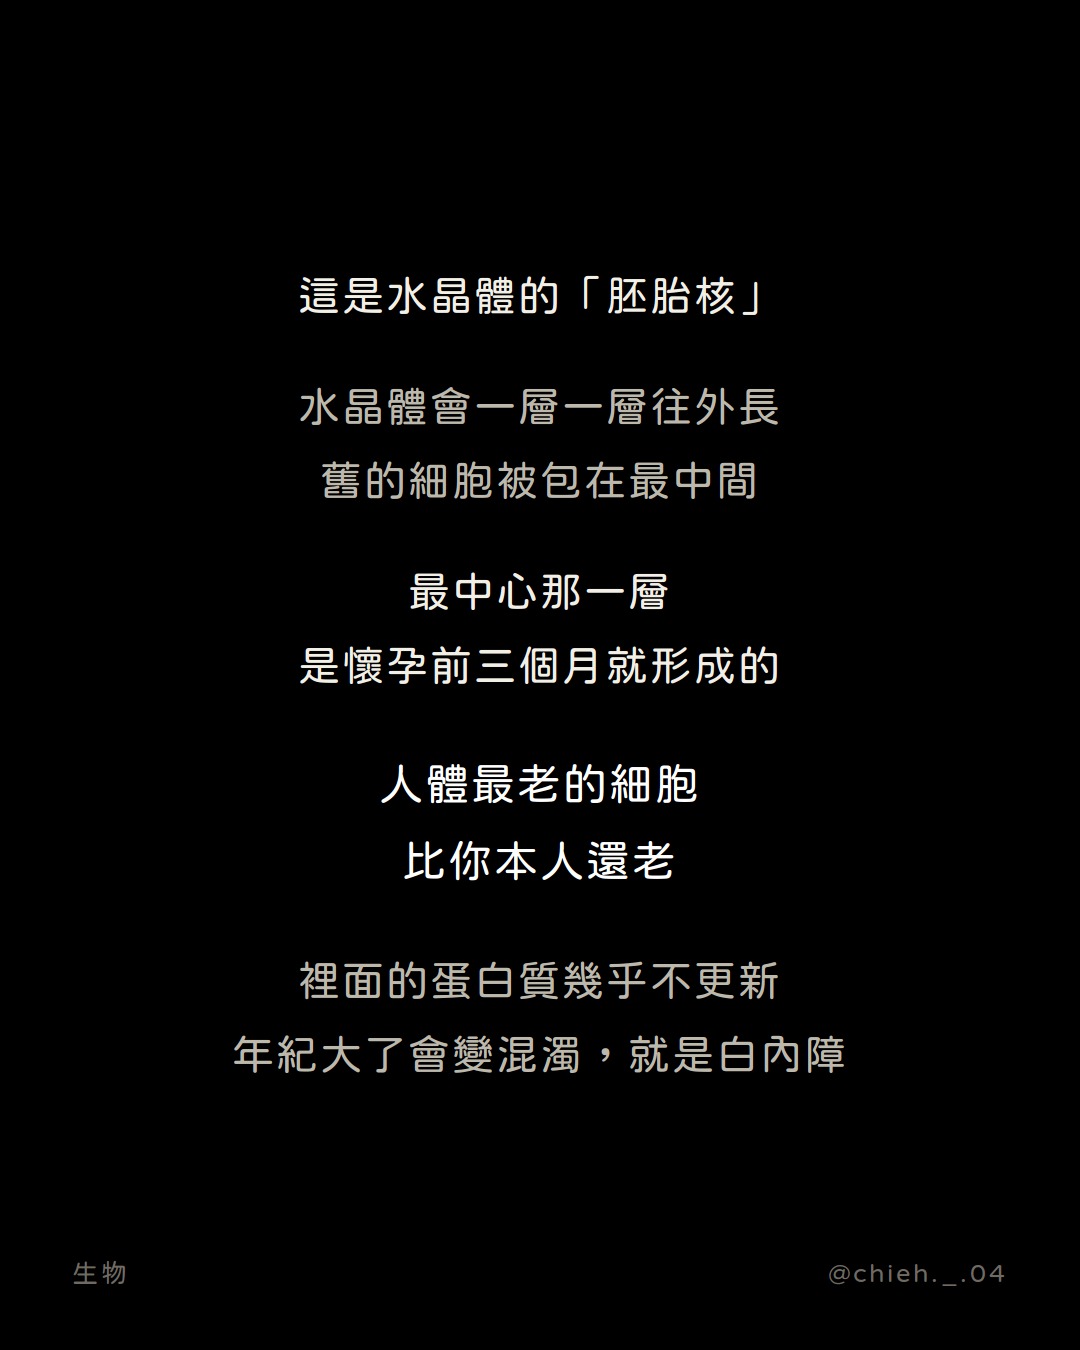 這是水晶體的「胚胎核」
水晶體會一層一層往外長
舊的細胞被包在最中間
最中心那一層
是懷孕前三個月就形成的
人體最老的細胞
比你本人還老
裡面的蛋白質幾乎不更新
年紀大了會變混濁，就是白內障
生物
@chieh._.04